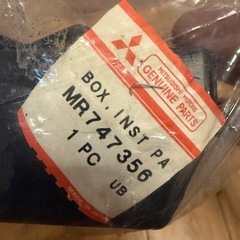 MITSUBISHI MOTORS
GENUINE PARTS
BOX, INST PA
MR747356
1 PC UB